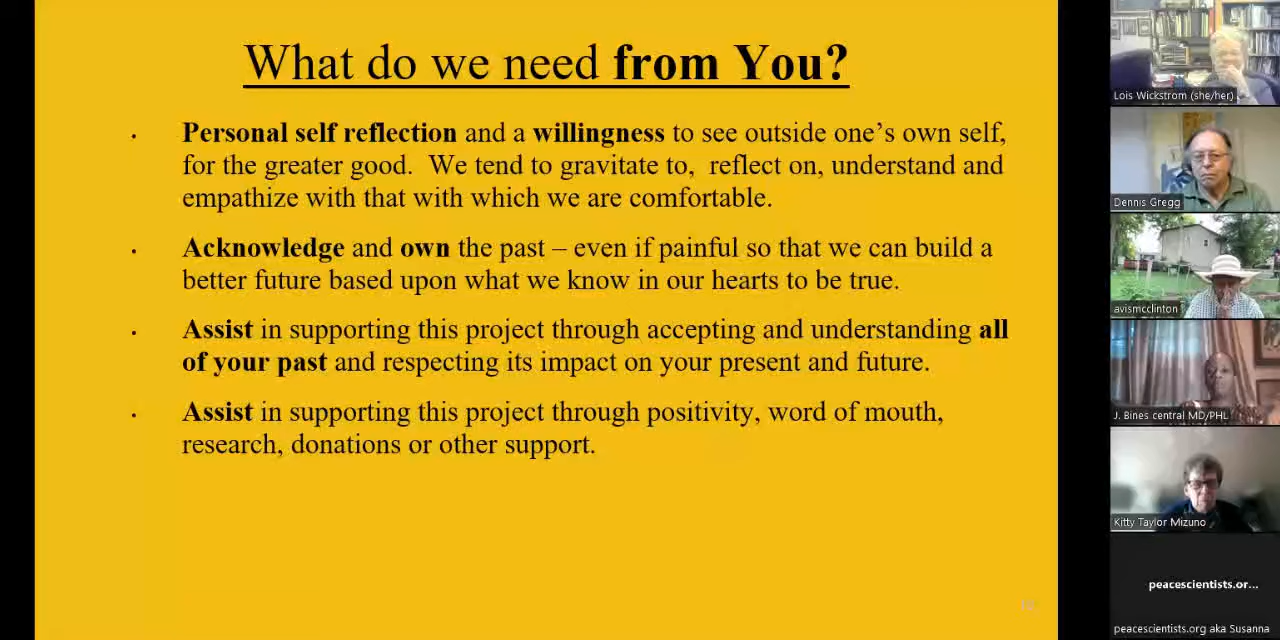 What do we need from You?
• Personal self reflection and a willingness to see outside one's own self,
for the greater good.  We tend to gravitate to,  reflect on, understand and
empathize with that with which we are comfortable.
• Acknowledge and own the past – even if painful so that we can build a
better future based upon what we know in our hearts to be true.
• Assist in supporting this project through accepting and understanding all
of your past and respecting its impact on your present and future.
• Assist in supporting this project through positivity, word of mouth,
research, donations or other support.
Lois Wickstrom (she/her)
Dennis Gregg
avismcclinton
J. Bines central MD/PHL
Kitty Taylor Mizuno
peacescientists.or...
peacescientists.org aka Susanna